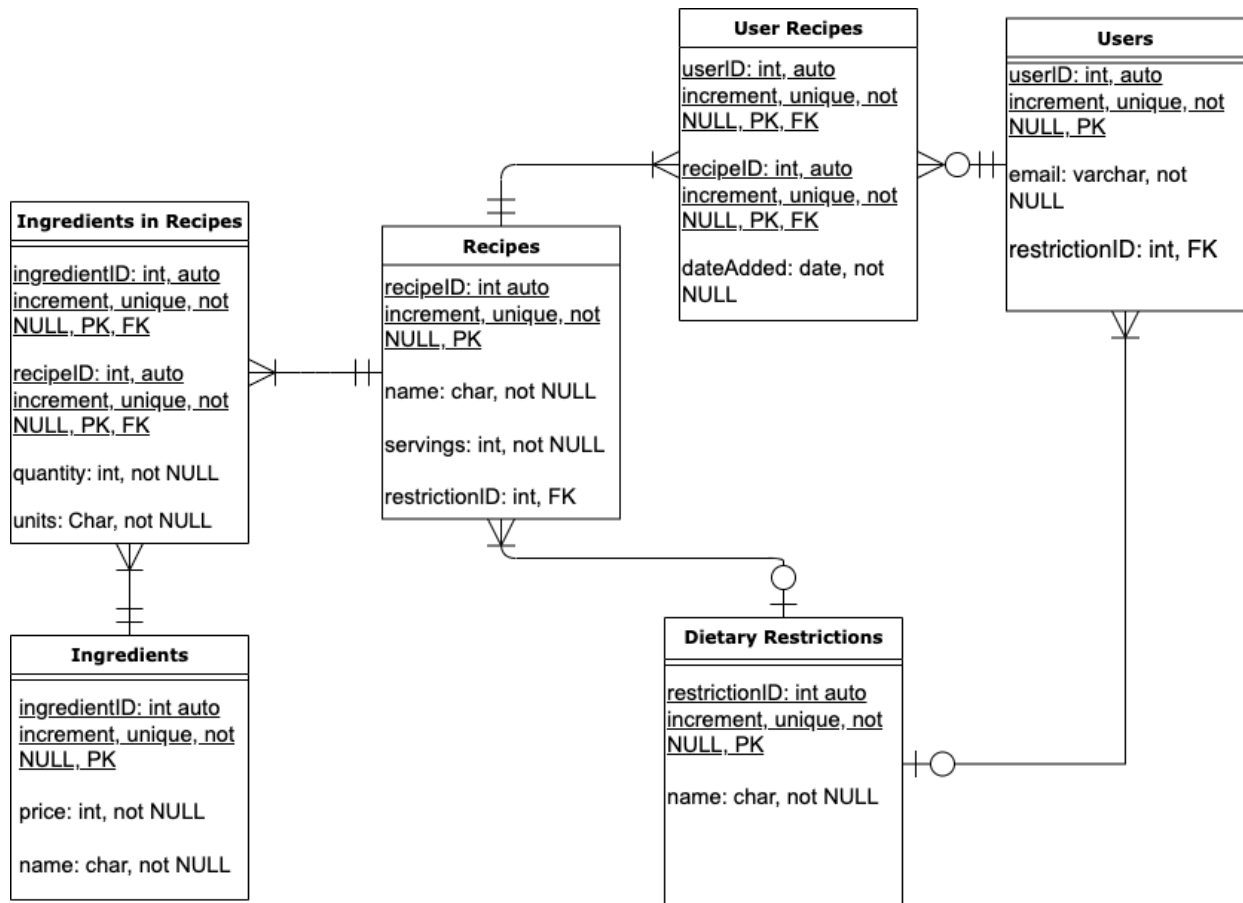 User Recipes
userID: int, auto
increment, unique, not
NULL, PK, FK
recipeID: int, auto
increment, unique, not
NULL, PK, FK
dateAdded: date, not
NULL
Users
userID: int, auto
increment, unique, not
NULL, PK
email: varchar, not
NULL
restrictionID: int, FK
Ingredients in Recipes
ingredientID: int, auto
increment, unique, not
NULL, PK, FK
recipeID: int, auto
increment, unique, not
NULL, PK, FK
quantity: int, not NULL
units: Char, not NULL
Recipes
recipeID: int auto
increment, unique, not
NULL, PK
name: char, not NULL
servings: int, not NULL
restrictionID: int, FK
Ingredients
ingredientID: int auto
increment, unique, not
NULL, PK
price: int, not NULL
name: char, not NULL
Dietary Restrictions
restrictionID: int auto
increment, unique, not
NULL, PK
name: char, not NULL